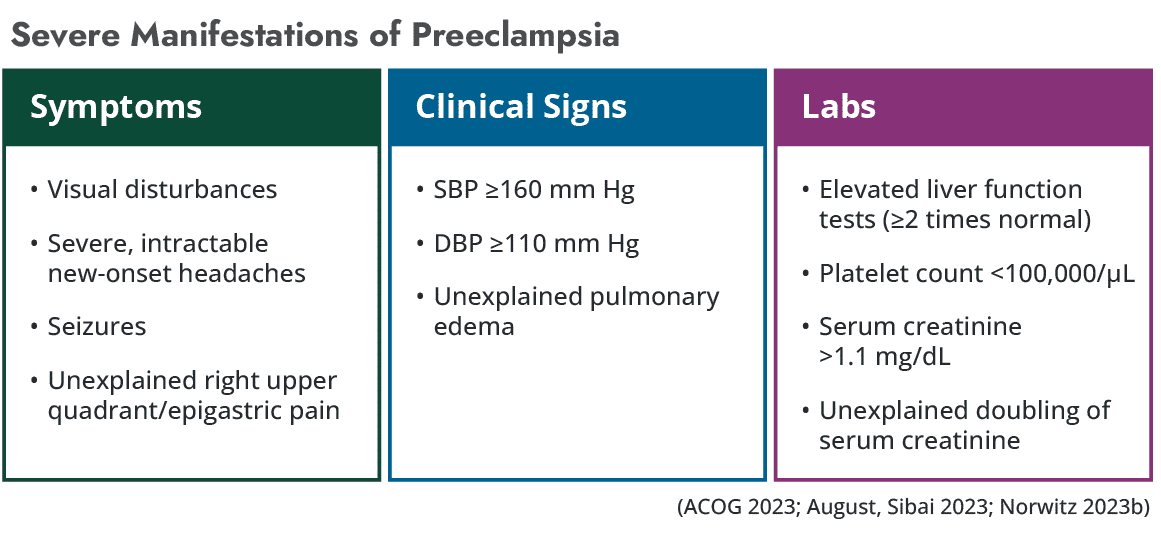 Severe Manifestations of Preeclampsia
Symptoms
• Visual disturbances
• Severe, intractable
new-onset headaches
• Seizures
• Unexplained right upper
quadrant/epigastric pain
Clinical Signs
• SBP ≥160 mm Hg
• DBP ≥110 mm Hg
• Unexplained pulmonary
edema
Labs
• Elevated liver function
tests (≥2 times normal)
• Platelet count <100,000/µL
• Serum creatinine
>1.1 mg/dL
• Unexplained doubling of
serum creatinine
(ACOG 2023; August, Sibai 2023; Norwitz 2023b)